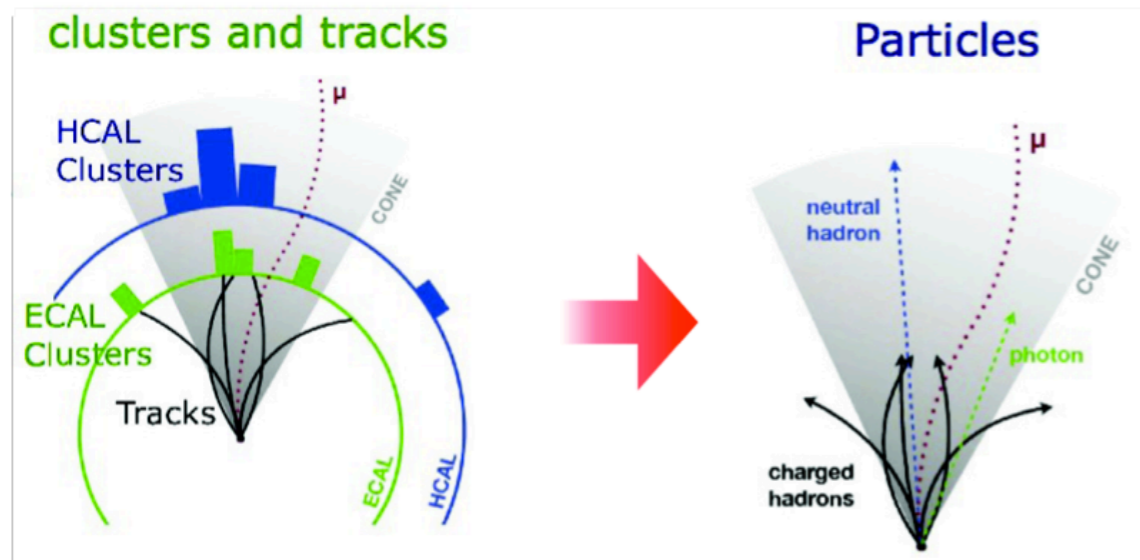 clusters and tracks
μ
HCAL
Clusters
CONE
ECAL
Clusters
Tracks
ECAL
HCAL
Particles
μ
neutral
hadron
CONE
photon
charged
hadrons